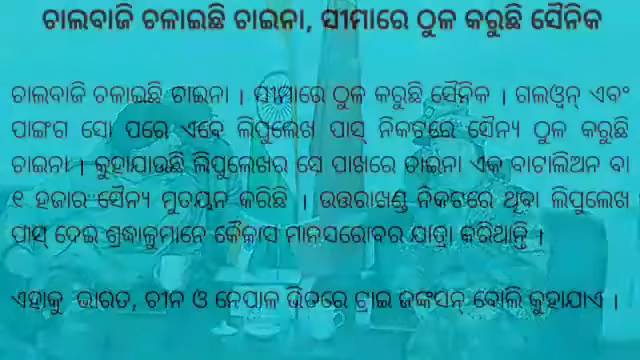 ଚାଲବାଜି ଚଳାଇଛି ଚାଇନା, ସୀମାରେ ଠୁଳ କରୁଛି ସୈନିକ
ଚାଲବାଜି ଚଳାଇଛି ଚାଇନା । ସୀମାରେ ଠୁଳ କରୁଛି ସୈନିକ । ଗଲୱାନ୍ ଏବଂ
ପାଙ୍ଗଗ ସୋ ପରେ ଏବେ ଲିପୁଲେଖ ପାସ୍ ନିକଟରେ ସୈନ୍ୟ ଠୁଳ କରୁଛି
ଚାଇନା । କୁହାଯାଉଛି ଲିପୁଲେଖର ସେ ପାଖରେ ଚାଇନା ଏକ ବାଟାଲିଅନ ବା
୧ ହଜାର ସୈନ୍ୟ ମୁତୟନ କରିଛି । ଉତ୍ତରାଖଣ୍ଡ ନିକଟରେ ଥିବା ଲିପୁଲେଖ
ପାସ୍ ଦେଇ ଶ୍ରଦ୍ଧାଳୁମାନେ କୈଳାସ ମାନସରୋବର ଯାତ୍ରା କରିଥାନ୍ତି ।
ଏହାକୁ ଭାରତ, ଚୀନ ଓ ନେପାଳ ଭିତରେ ଟ୍ରାଇ ଜଙ୍କସନ୍ ବୋଲି କୁହାଯାଏ ।